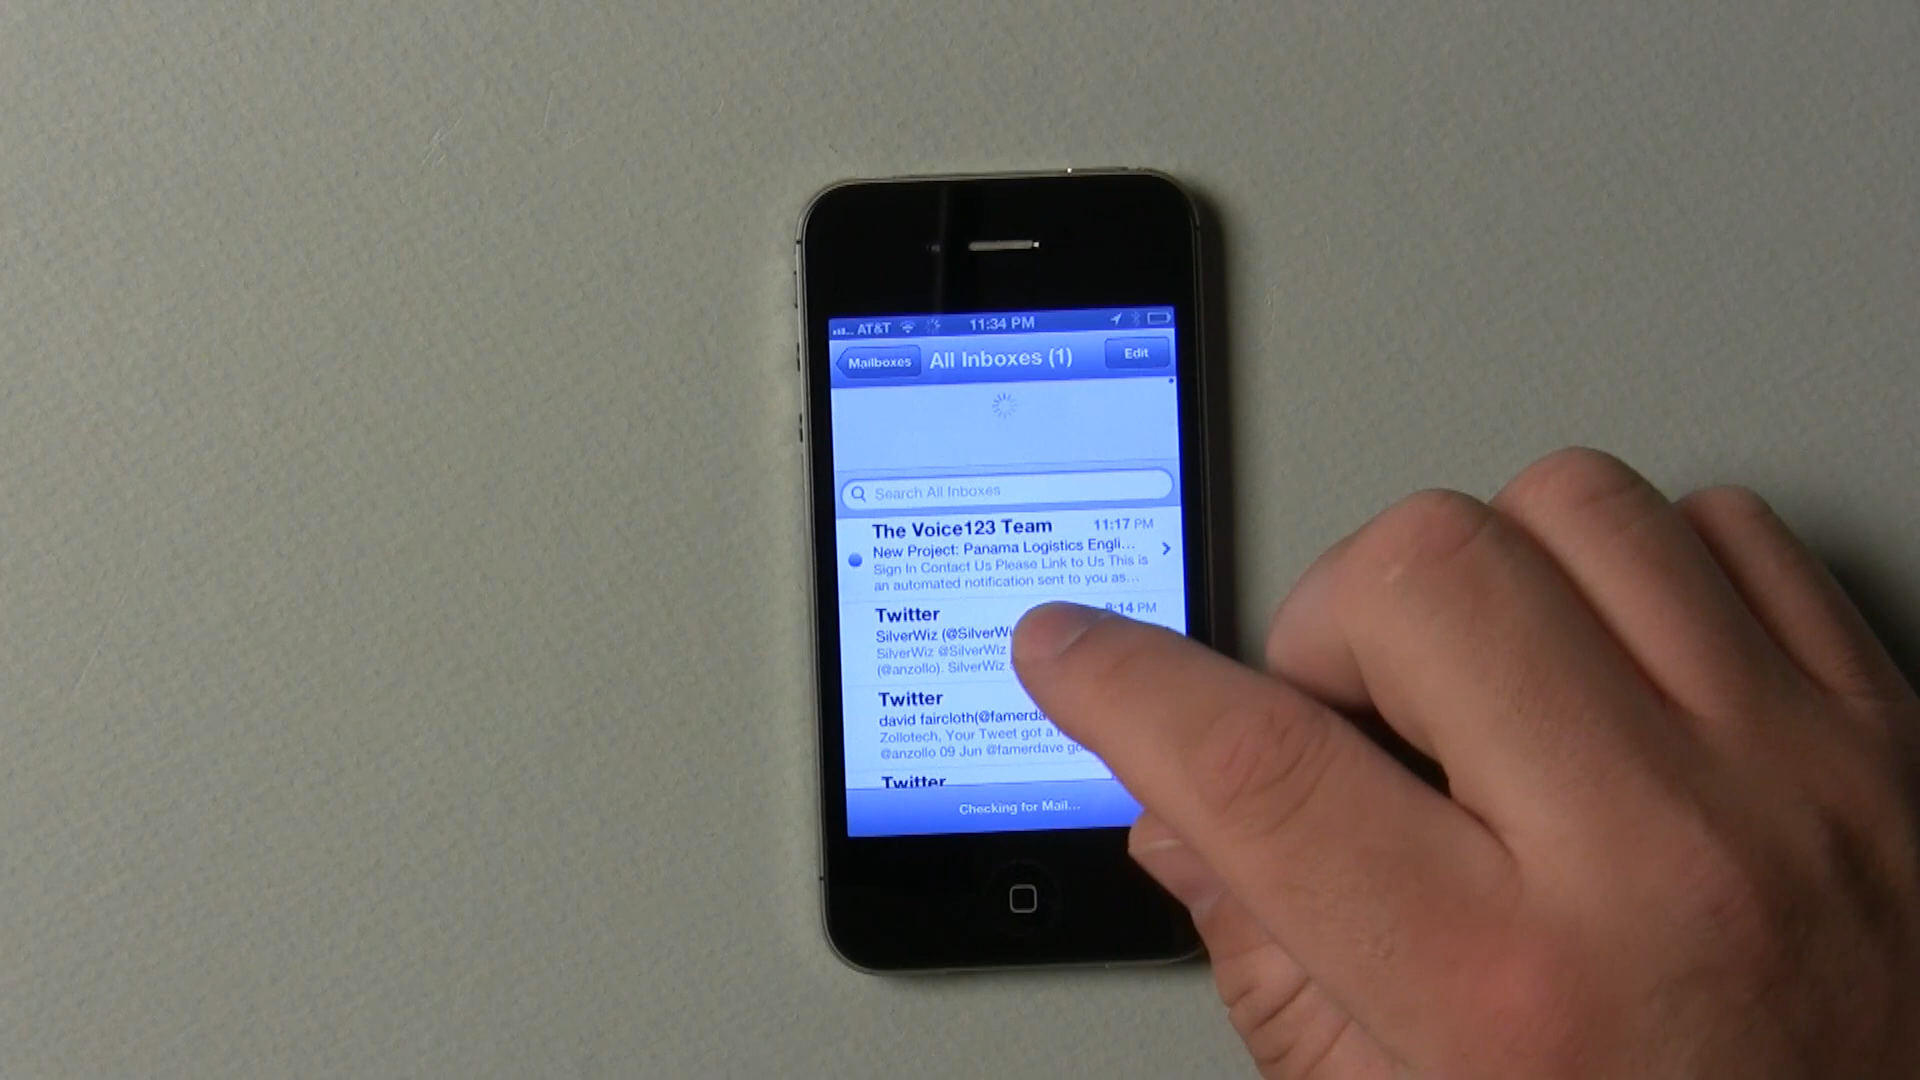 AT&T 11:34 PM
Mailboxes All Inboxes (1) Edit
Search All Inboxes
The Voice123 Team 11:17 PM
New Project: Panama Logistics Engli...
Sign In Contact Us Please Link to Us This is
an automated notification sent to you as...
Twitter 8:14 PM
SilverWiz (@SilverWi
SilverWiz @SilverWiz
(@anzollo). SilverWiz
Twitter
david faircloth(@famerda
Zollotech, Your Tweet got a
@anzollo 09 Jun @famerdave go
Twitter
Checking for Mail...